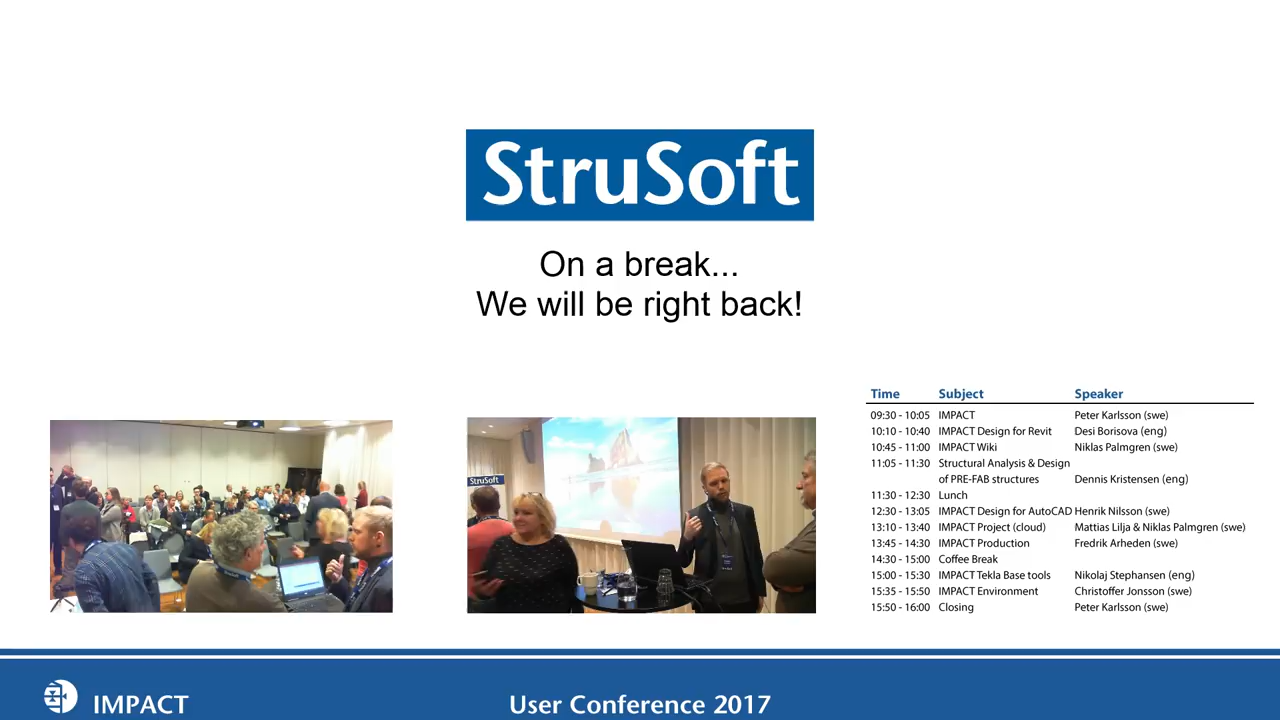 StruSoft
On a break...
We will be right back!
Time Subject Speaker
09:30 - 10:05 IMPACT Peter Karlsson (swe)
10:10 - 10:40 IMPACT Design for Revit Desi Borisova (eng)
10:45 - 11:00 IMPACT Wiki Niklas Palmgren (swe)
11:05 - 11:30 Structural Analysis & Design
of PRE-FAB structures Dennis Kristensen (eng)
11:30 - 12:30 Lunch
12:30 - 13:05 IMPACT Design for AutoCAD Henrik Nilsson (swe)
13:10 - 13:40 IMPACT Project (cloud) Mattias Lilja & Niklas Palmgren (swe)
13:45 - 14:30 IMPACT Production Fredrik Arheden (swe)
14:30 - 15:00 Coffee Break
15:00 - 15:30 IMPACT Tekla Base tools Nikolaj Stephansen (eng)
15:35 - 15:50 IMPACT Environment Christoffer Jonsson (swe)
15:50 - 16:00 Closing Peter Karlsson (swe)
StruSoft
IMPACT
User Conference 2017